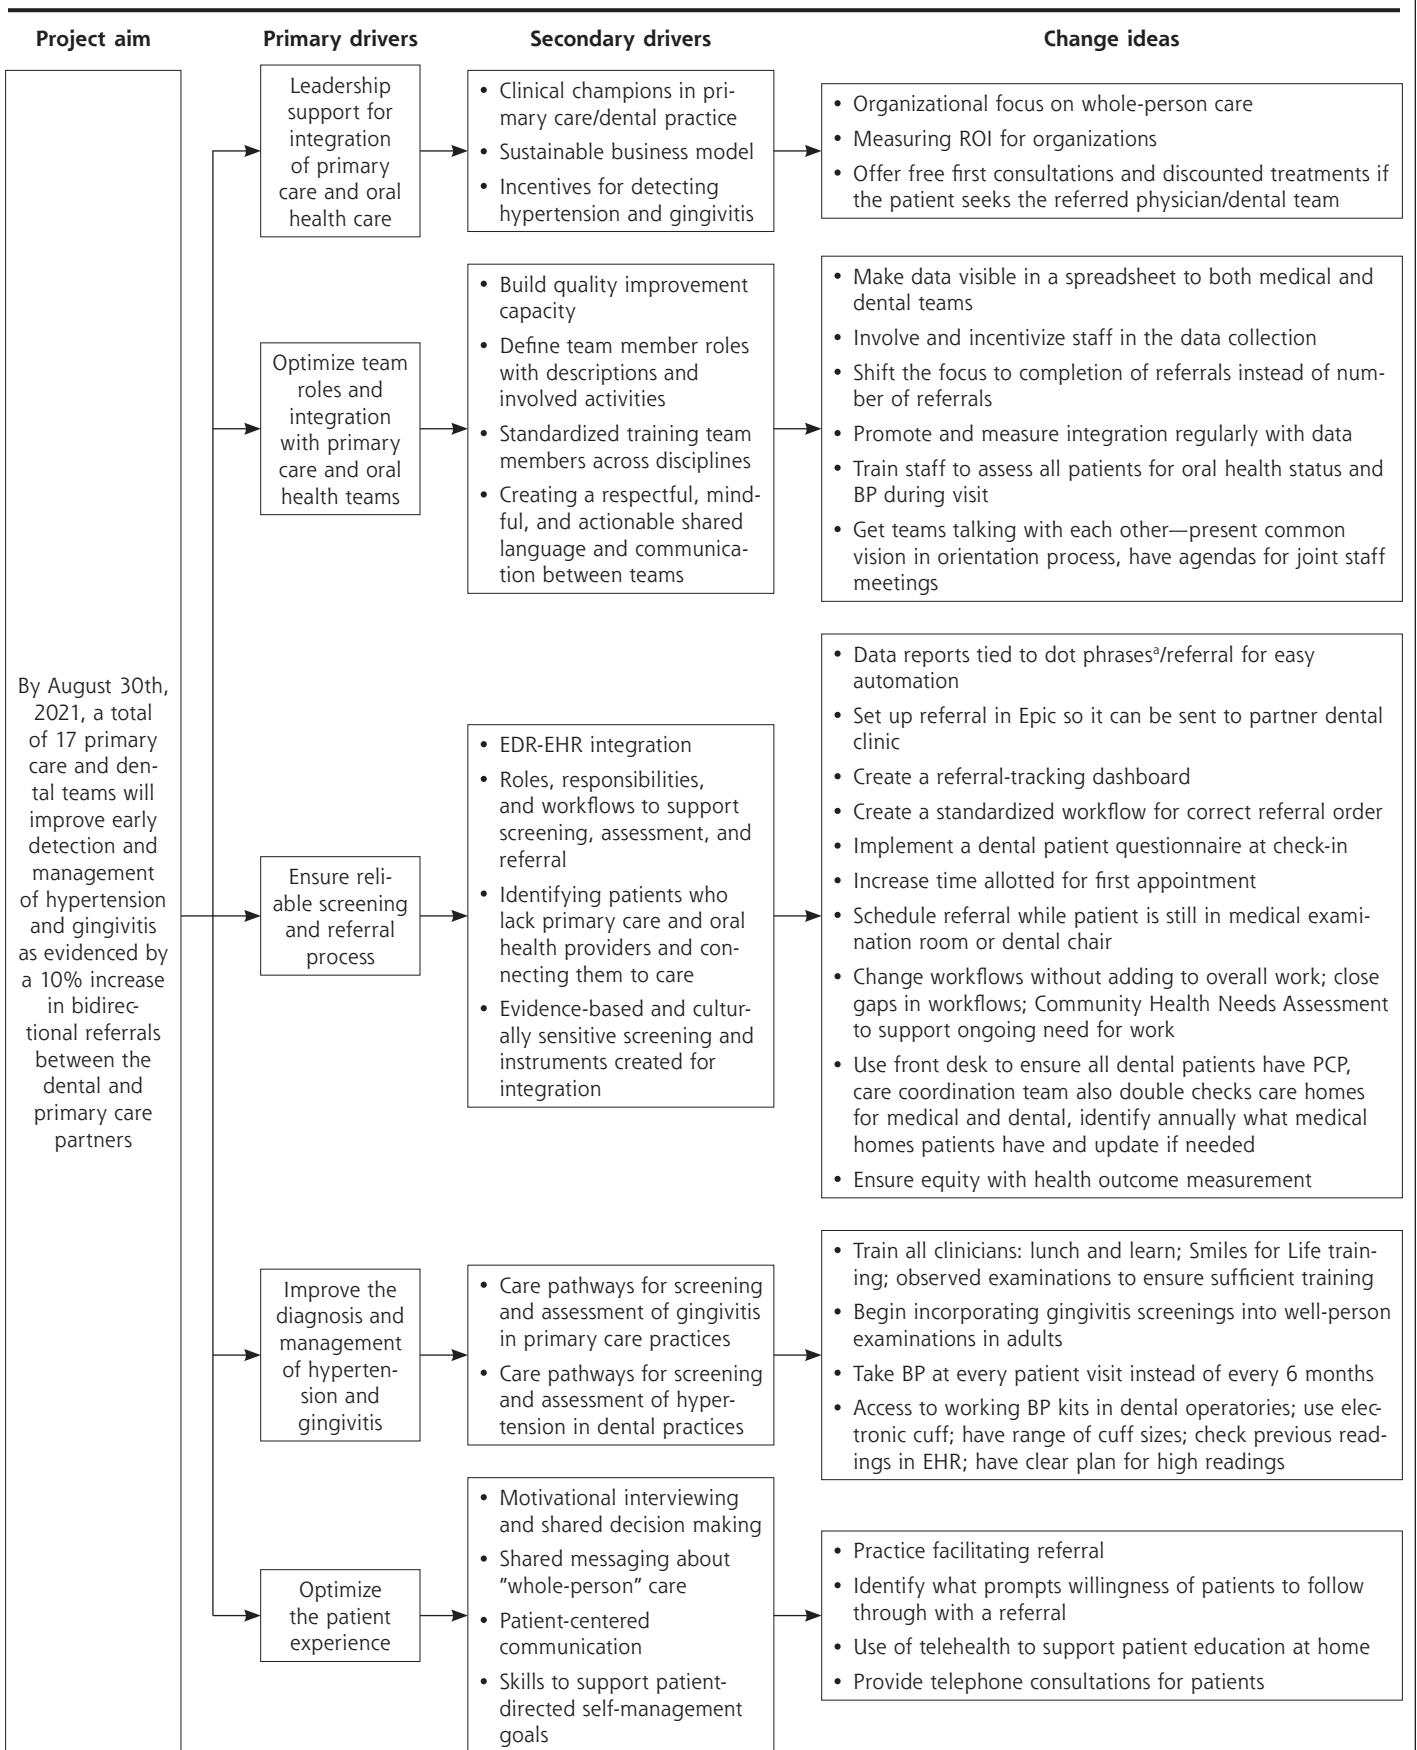 Project aim
Primary drivers
Secondary drivers
Change ideas
By August 30th,
2021, a total
of 17 primary
care and den-
tal teams will
improve early
detection and
management
of hypertension
and gingivitis
as evidenced by
a 10% increase
in bidirec-
tional referrals
between the
dental and
primary care
partners
Leadership
support for
integration
of primary
care and oral
health care
• Clinical champions in pri-
mary care/dental practice
• Sustainable business model
• Incentives for detecting
hypertension and gingivitis
• Organizational focus on whole-person care
• Measuring ROI for organizations
• Offer free first consultations and discounted treatments if
the patient seeks the referred physician/dental team
Optimize team
roles and
integration
with primary
care and oral
health teams
• Build quality improvement
capacity
• Define team member roles
with descriptions and
involved activities
• Standardized training team
members across disciplines
• Creating a respectful, mind-
ful, and actionable shared
language and communica-
tion between teams
• Make data visible in a spreadsheet to both medical and
dental teams
• Involve and incentivize staff in the data collection
• Shift the focus to completion of referrals instead of num-
ber of referrals
• Promote and measure integration regularly with data
• Train staff to assess all patients for oral health status and
BP during visit
• Get teams talking with each other—present common
vision in orientation process, have agendas for joint staff
meetings
Ensure reli-
able screening
and referral
process
• EDR-EHR integration
• Roles, responsibilities,
and workflows to support
screening, assessment, and
referral
• Identifying patients who
lack primary care and oral
health providers and con-
necting them to care
• Evidence-based and cultur-
ally sensitive screening and
instruments created for
integration
• Data reports tied to dot phrasesᵃ/referral for easy
automation
• Set up referral in Epic so it can be sent to partner dental
clinic
• Create a referral-tracking dashboard
• Create a standardized workflow for correct referral order
• Implement a dental patient questionnaire at check-in
• Increase time allotted for first appointment
• Schedule referral while patient is still in medical exami-
nation room or dental chair
• Change workflows without adding to overall work; close
gaps in workflows; Community Health Needs Assessment
to support ongoing need for work
• Use front desk to ensure all dental patients have PCP,
care coordination team also double checks care homes
for medical and dental, identify annually what medical
homes patients have and update if needed
• Ensure equity with health outcome measurement
Improve the
diagnosis and
management
of hyperten-
sion and
gingivitis
• Care pathways for screening
and assessment of gingivitis
in primary care practices
• Care pathways for screening
and assessment of hyper-
tension in dental practices
• Train all clinicians: lunch and learn; Smiles for Life train-
ing; observed examinations to ensure sufficient training
• Begin incorporating gingivitis screenings into well-person
examinations in adults
• Take BP at every patient visit instead of every 6 months
• Access to working BP kits in dental operatories; use elec-
tronic cuff; have range of cuff sizes; check previous read-
ings in EHR; have clear plan for high readings
Optimize
the patient
experience
• Motivational interviewing
and shared decision making
• Shared messaging about
"whole-person" care
• Patient-centered
communication
• Skills to support patient-
directed self-management
goals
• Practice facilitating referral
• Identify what prompts willingness of patients to follow
through with a referral
• Use of telehealth to support patient education at home
• Provide telephone consultations for patients